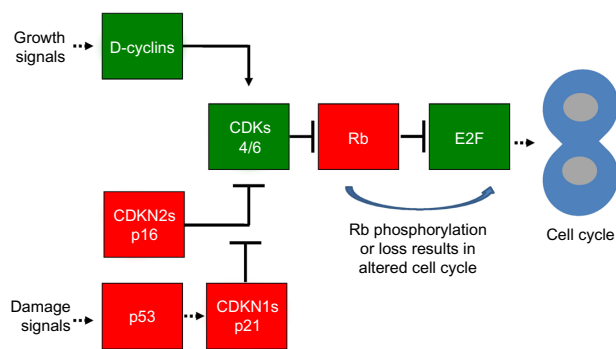 Growth
signals
D-cyclins
CDKs
4/6
Rb
E2F
CDKN2s
p16
Rb phosphorylation
or loss results in
altered cell cycle
Cell cycle
Damage
signals
p53
CDKN1s
p21